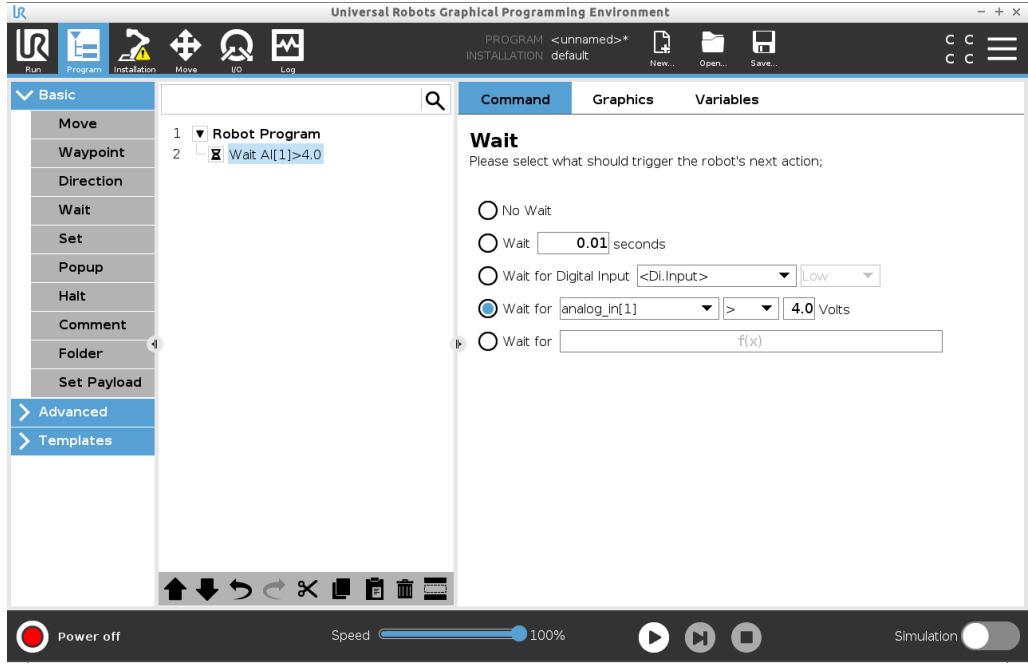 UR Universal Robots Graphical Programming Environment
UR
Run Program Installation Move I/O Log
PROGRAM <unnamed>*
INSTALLATION default
New... Open... Save...
C C
C C
Basic
Move
Waypoint
Direction
Wait
Set
Popup
Halt
Comment
Folder
Set Payload
Advanced
Templates
1 Robot Program
2 Wait AI[1]>4.0
Command Graphics Variables
Wait
Please select what should trigger the robot's next action;
No Wait
Wait 0.01 seconds
Wait for Digital Input <Di.Input> Low
Wait for analog_in[1] > 4.0 Volts
Wait for f(x)
Power off
Speed 100%
Simulation